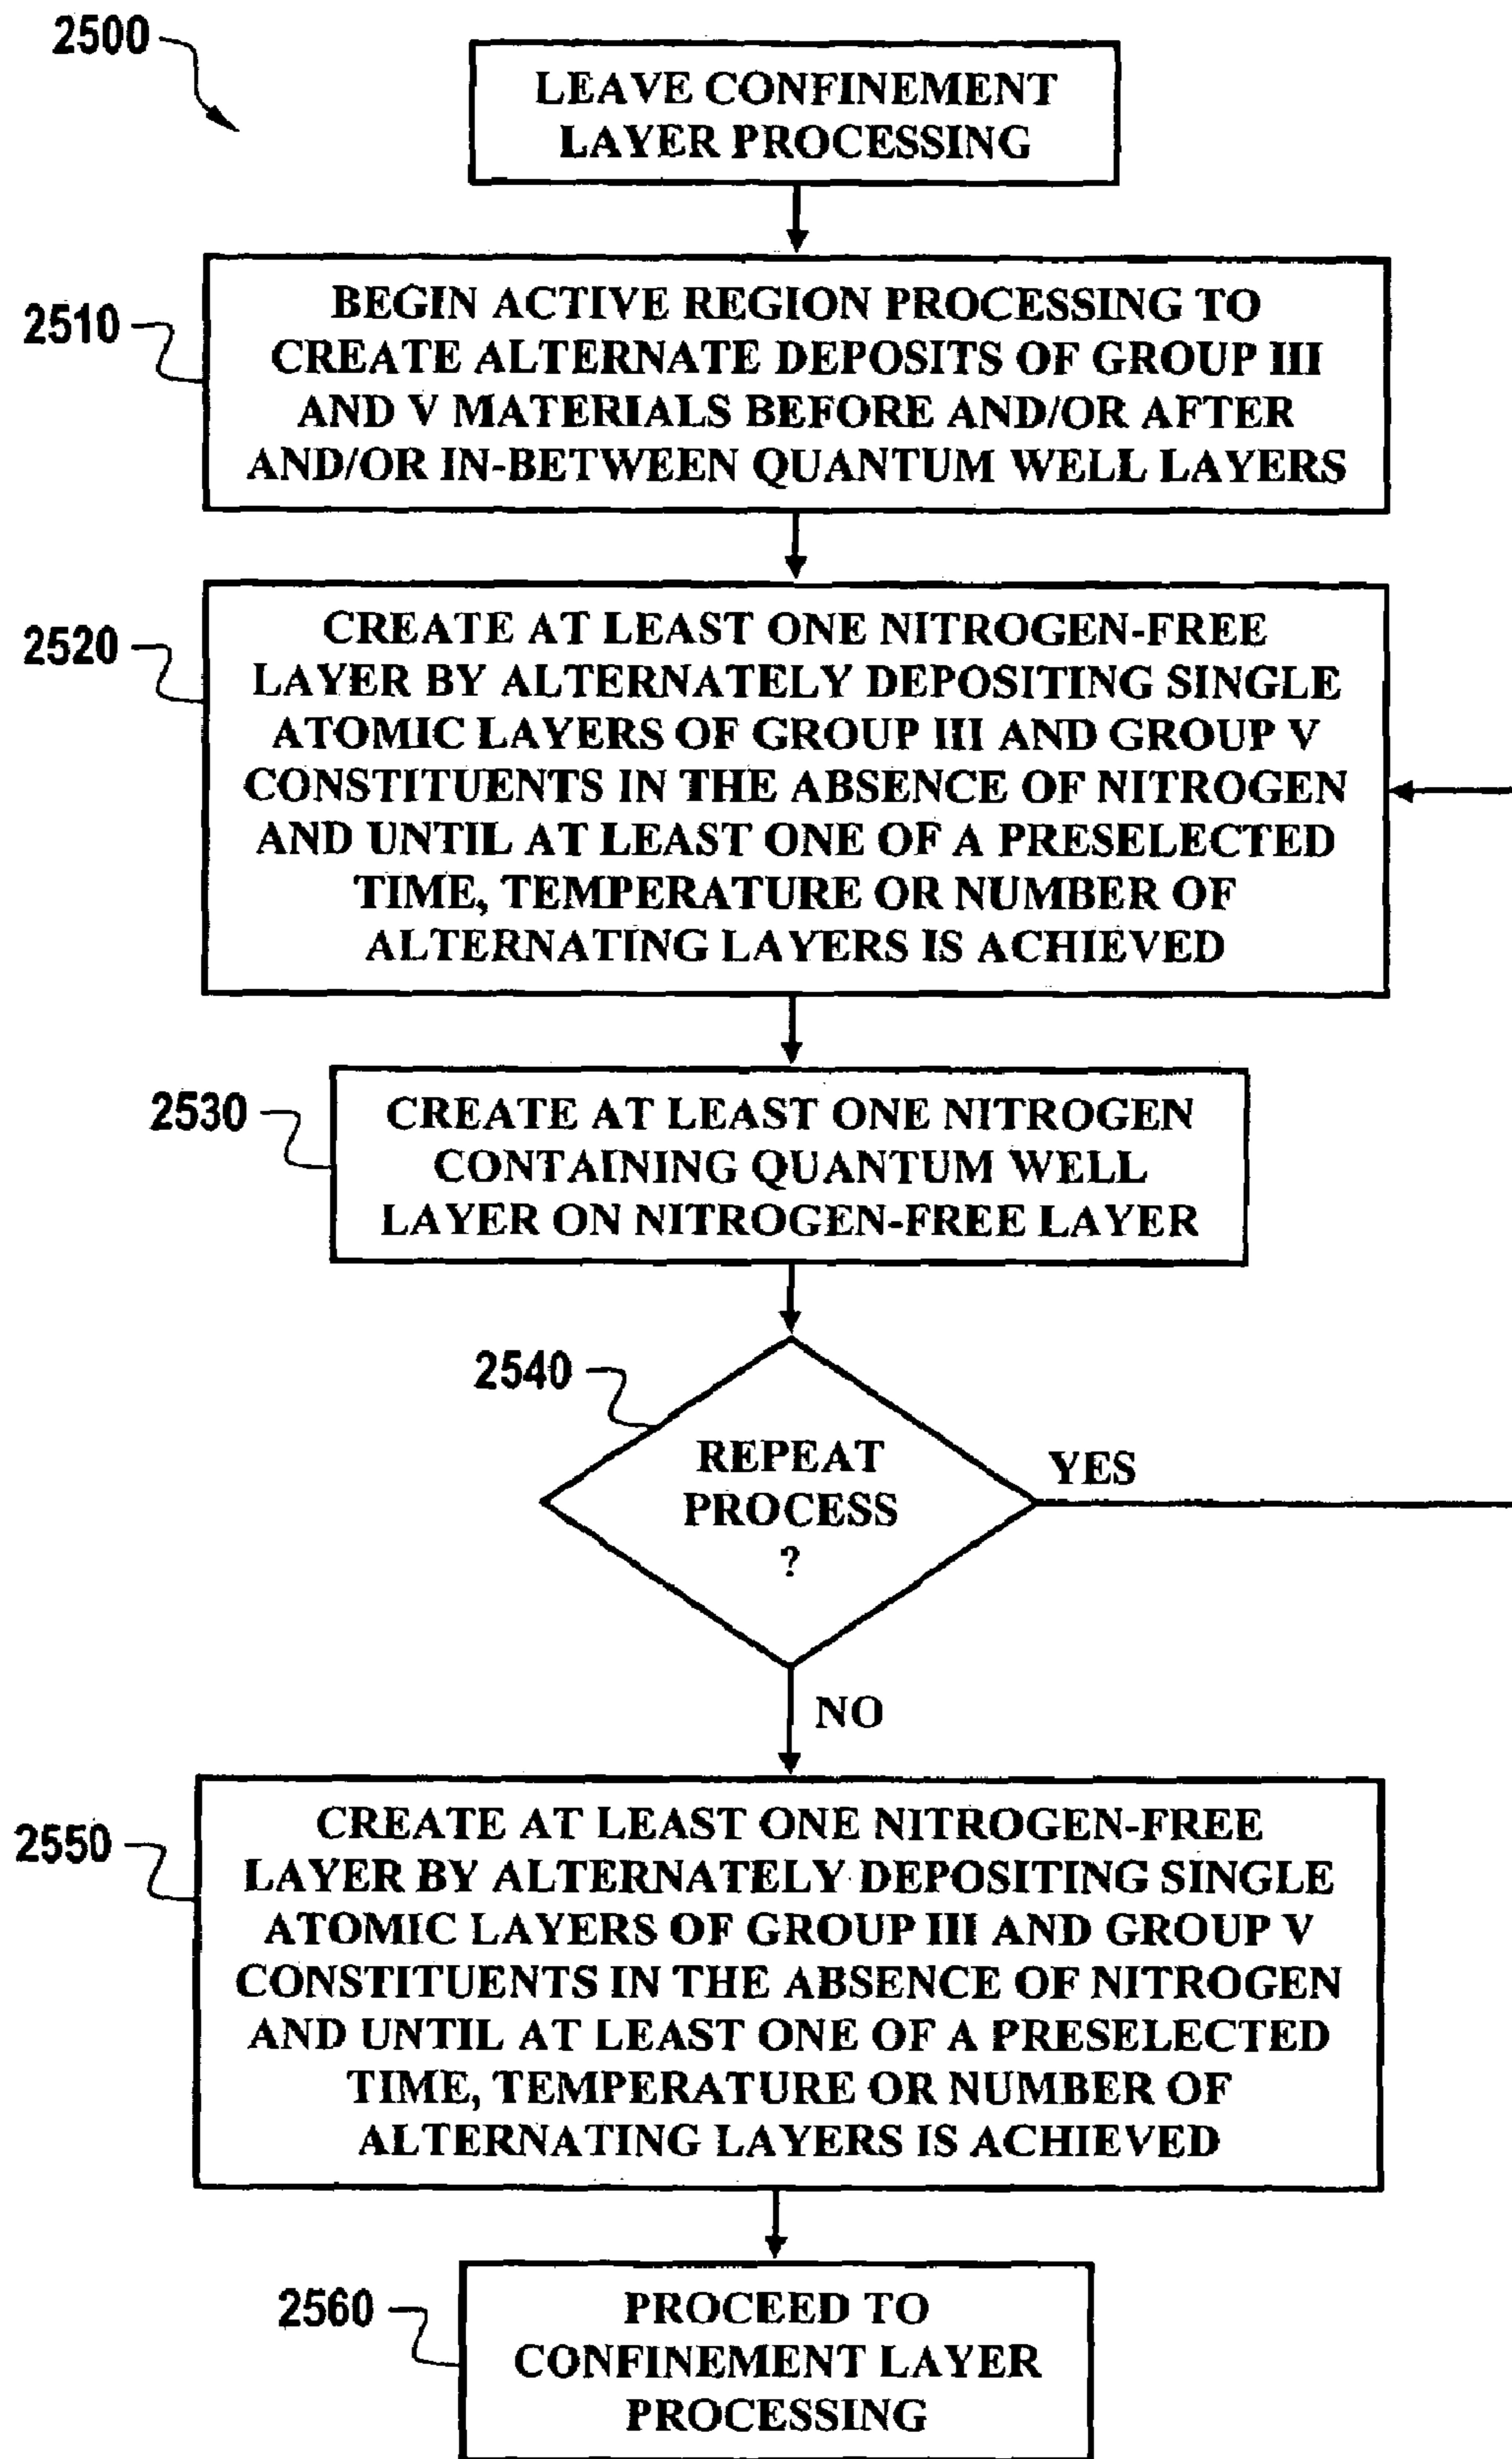 2500
LEAVE CONFINEMENT
LAYER PROCESSING
2510
BEGIN ACTIVE REGION PROCESSING TO
CREATE ALTERNATE DEPOSITS OF GROUP III
AND V MATERIALS BEFORE AND/OR AFTER
AND/OR IN-BETWEEN QUANTUM WELL LAYERS
2520
CREATE AT LEAST ONE NITROGEN-FREE
LAYER BY ALTERNATELY DEPOSITING SINGLE
ATOMIC LAYERS OF GROUP III AND GROUP V
CONSTITUENTS IN THE ABSENCE OF NITROGEN
AND UNTIL AT LEAST ONE OF A PRESELECTED
TIME, TEMPERATURE OR NUMBER OF
ALTERNATING LAYERS IS ACHIEVED
2530
CREATE AT LEAST ONE NITROGEN
CONTAINING QUANTUM WELL
LAYER ON NITROGEN-FREE LAYER
2540
REPEAT
PROCESS
?
YES
NO
2550
CREATE AT LEAST ONE NITROGEN-FREE
LAYER BY ALTERNATELY DEPOSITING SINGLE
ATOMIC LAYERS OF GROUP III AND GROUP V
CONSTITUENTS IN THE ABSENCE OF NITROGEN
AND UNTIL AT LEAST ONE OF A PRESELECTED
TIME, TEMPERATURE OR NUMBER OF
ALTERNATING LAYERS IS ACHIEVED
2560
PROCEED TO
CONFINEMENT LAYER
PROCESSING